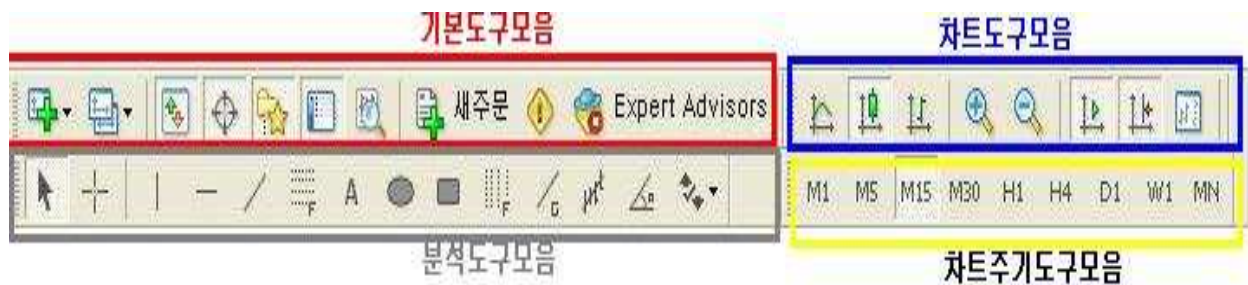 기본도구모음
차트도구모음
새주문 Expert Advisors
A
M1 M5 M15 M30 H1 H4 D1 W1 MN
분석도구모음
차트주기도구모음